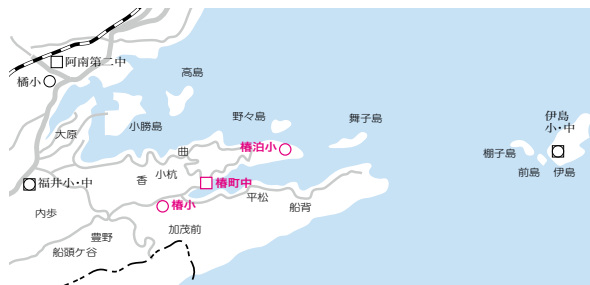 阿南第二中
橘小
高島
小勝島
野々島
舞子島
伊島
小・中
大原
曲
椿泊小
棚子島
前島
伊島
福井小・中
香
小杭
椿町中
内歩
椿小
平松
船背
豊野
加茂前
船頭ケ谷